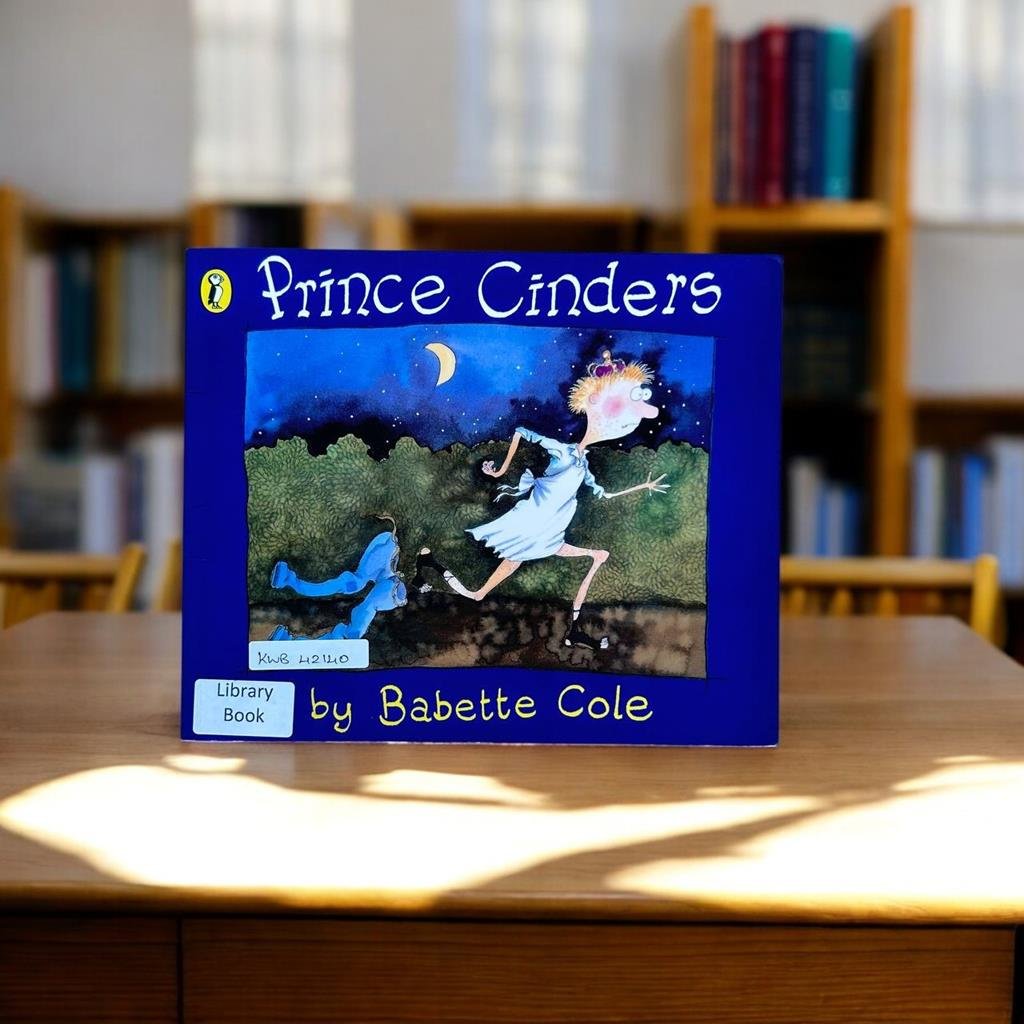 Prince Cinders
KWB 42140
Library
Book
by Babette Cole